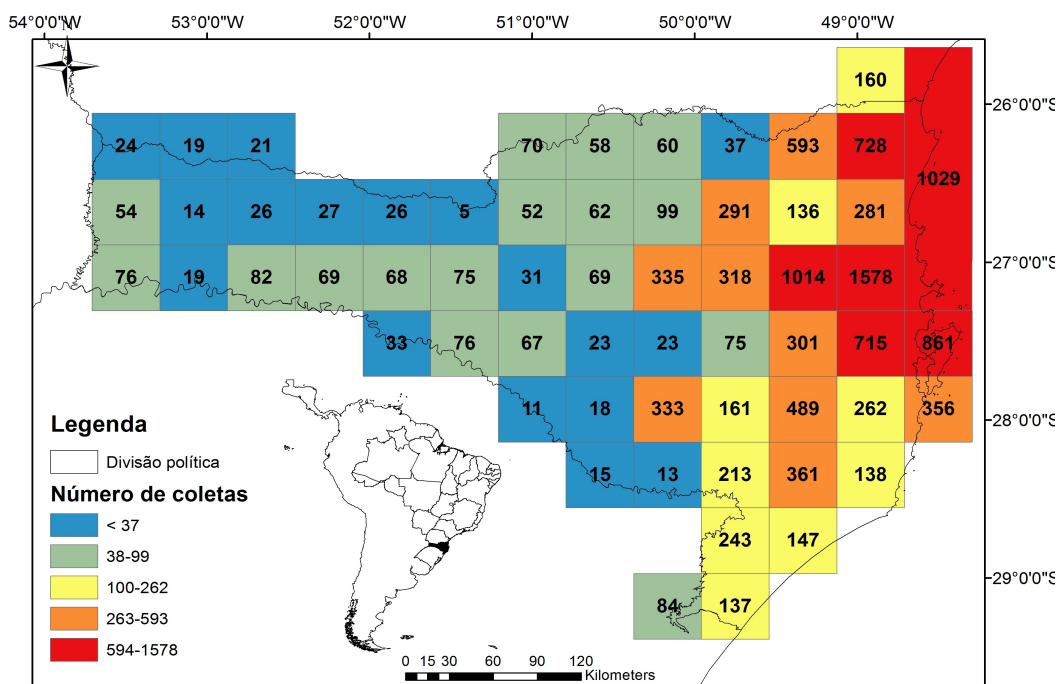 54°0'0"W 53°0'0"W 52°0'0"W 51°0'0"W 50°0'0"W 49°0'0"W
160
26°0'0"S
24 19 21 70 58 60 37 593 728
1029
54 14 26 27 26 5 52 62 99 291 136 281
27°0'0"S
76 19 82 69 68 75 31 69 335 318 1014 1578
33 76 67 23 23 75 301 715 861
11 18 333 161 489 262 356
28°0'0"S
15 13 213 361 138
243 147
29°0'0"S
84 137
Legenda
Divisão política
Número de coletas
< 37
38-99
100-262
263-593
594-1578
0 15 30 60 90 120
Kilometers